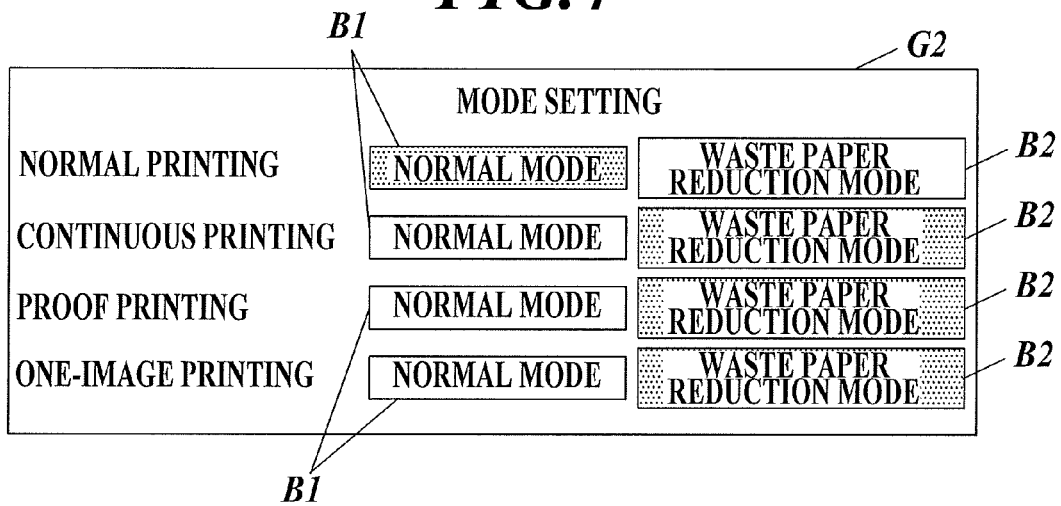 FIG. 7
B1
G2
MODE SETTING
NORMAL PRINTING NORMAL MODE WASTE PAPER REDUCTION MODE B2
CONTINUOUS PRINTING NORMAL MODE WASTE PAPER REDUCTION MODE B2
PROOF PRINTING NORMAL MODE WASTE PAPER REDUCTION MODE B2
ONE-IMAGE PRINTING NORMAL MODE WASTE PAPER REDUCTION MODE B2
B1